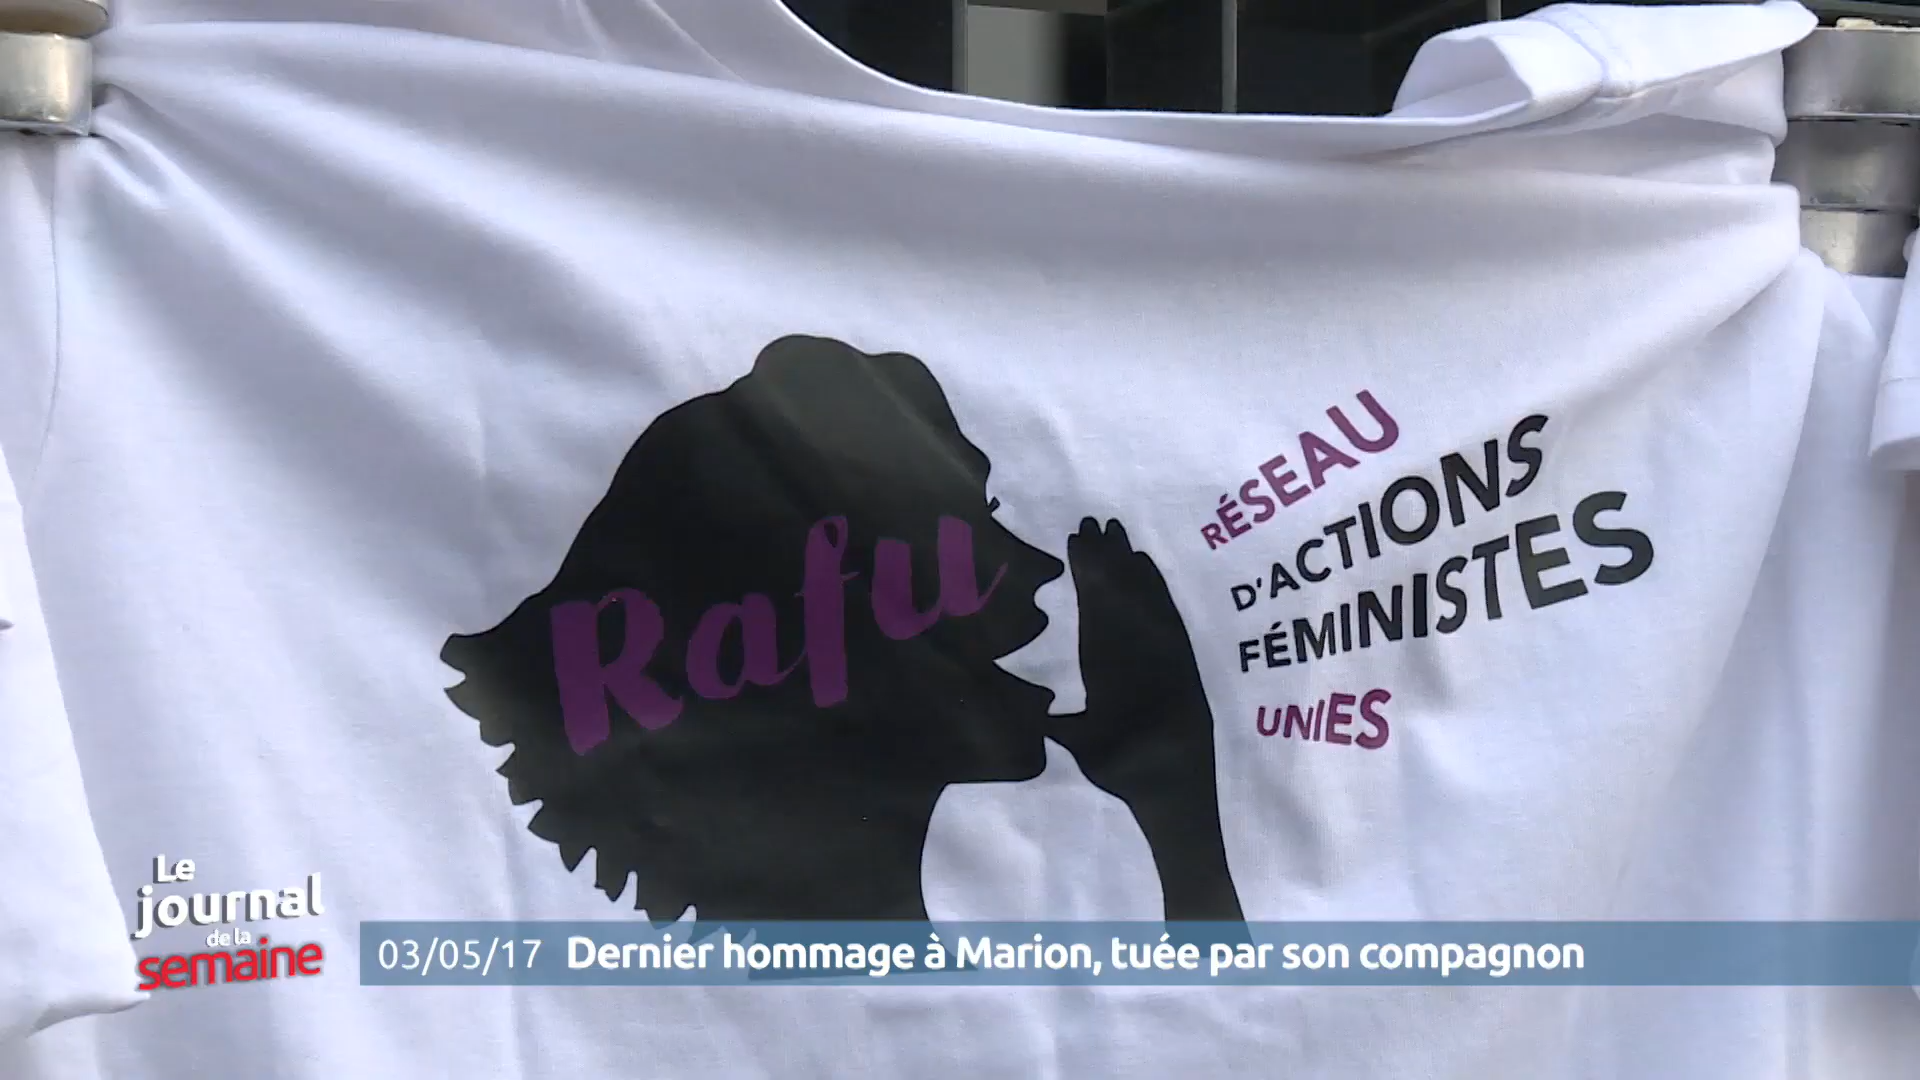 Rafu
RÉSEAU
D'ACTIONS
FÉMINISTES
UNIES
Le
journal
de la
semaine
03/05/17 Dernier hommage à Marion, tuée par son compagnon